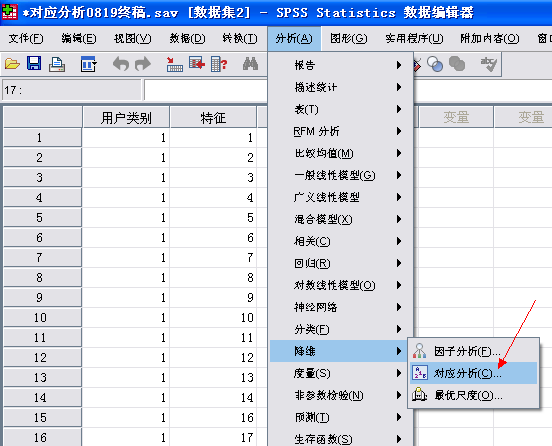 *对应分析0819终稿.sav [数据集2] - SPSS Statistics 数据编辑器
文件(F) 编辑(E) 视图(V) 数据(D) 转换(T) 分析(A) 图形(G) 实用程序(U) 附加内容(O) 窗口
17 :
用户类别 特征 变量 变量
1 1 1
2 1 2
3 1 3
4 1 4
5 1 5
6 1 6
7 1 7
8 1 8
9 1 9
10 1 10
11 1 11
12 1 12
13 1 13
14 1 14
15 1 16
16 1 17
报告
描述统计
表(T)
RFM 分析
比较均值(M)
一般线性模型(G)
广义线性模型
混合模型(X)
相关(C)
回归(R)
对数线性模型(O)
神经网络
分类(F)
降维
度量(S)
非参数检验(N)
预测(T)
生存函数(S)
因子分析(F)...
对应分析(C)...
最优尺度(O)...